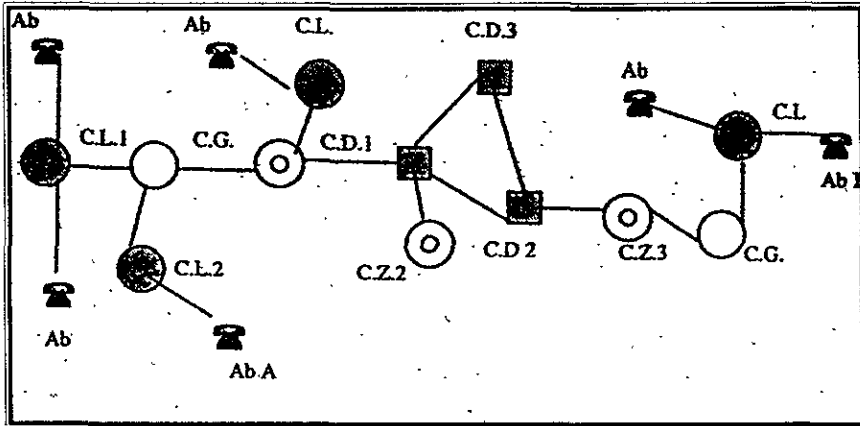 Ab
Ab
C.L.
C.D.3
Ab
C.L
C.L.1
C.G.
C.D.1
Ab
C.L.2
C.Z.2
C.D 2
C.Z.3
C.G.
Ab
Ab.A